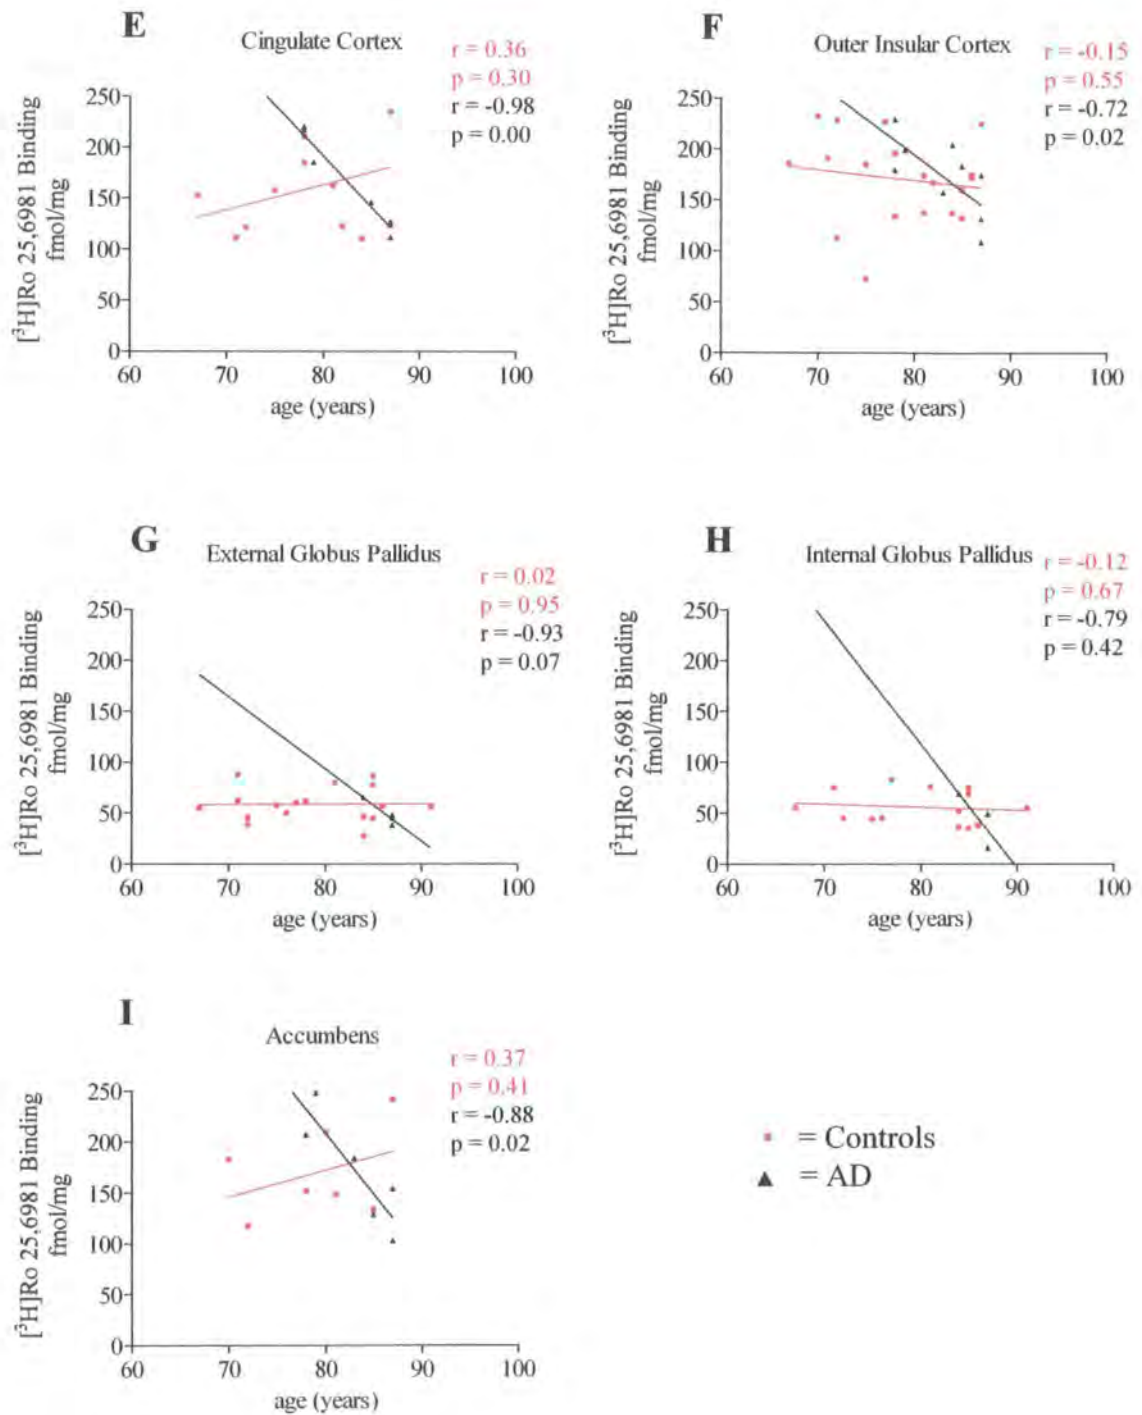 E
Cingulate Cortex
r = 0.36
p = 0.30
r = -0.98
p = 0.00
[³H]Ro 25,6981 Binding
fmol/mg
250
200
150
100
50
0
60 70 80 90 100
age (years)
F
Outer Insular Cortex
r = -0.15
p = 0.55
r = -0.72
p = 0.02
[³H]Ro 25,6981 Binding
fmol/mg
250
200
150
100
50
0
60 70 80 90 100
age (years)
G
External Globus Pallidus
r = 0.02
p = 0.95
r = -0.93
p = 0.07
[³H]Ro 25,6981 Binding
fmol/mg
250
200
150
100
50
0
60 70 80 90 100
age (years)
H
Internal Globus Pallidus
r = -0.12
p = 0.67
r = -0.79
p = 0.42
[³H]Ro 25,6981 Binding
fmol/mg
250
200
150
100
50
0
60 70 80 90 100
age (years)
I
Accumbens
r = 0.37
p = 0.41
r = -0.88
p = 0.02
[³H]Ro 25,6981 Binding
fmol/mg
250
200
150
100
50
0
60 70 80 90 100
age (years)
= Controls
= AD